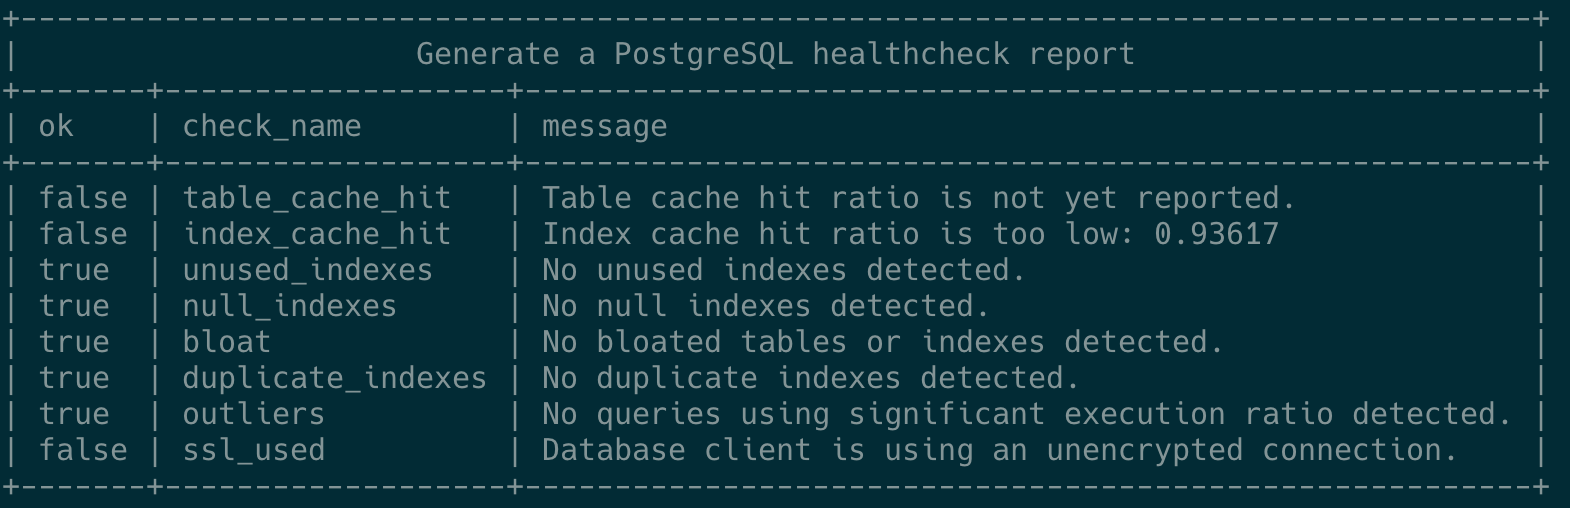 +------------------------------------------------------------------------------------+
|                      Generate a PostgreSQL healthcheck report                      |
+-------+-------------------+--------------------------------------------------------+
| ok    | check_name        | message                                                |
+-------+-------------------+--------------------------------------------------------+
| false | table_cache_hit   | Table cache hit ratio is not yet reported.             |
| false | index_cache_hit   | Index cache hit ratio is too low: 0.93617              |
| true  | unused_indexes    | No unused indexes detected.                            |
| true  | null_indexes      | No null indexes detected.                              |
| true  | bloat             | No bloated tables or indexes detected.                 |
| true  | duplicate_indexes | No duplicate indexes detected.                         |
| true  | outliers          | No queries using significant execution ratio detected. |
| false | ssl_used          | Database client is using an unencrypted connection.    |
+-------+-------------------+--------------------------------------------------------+